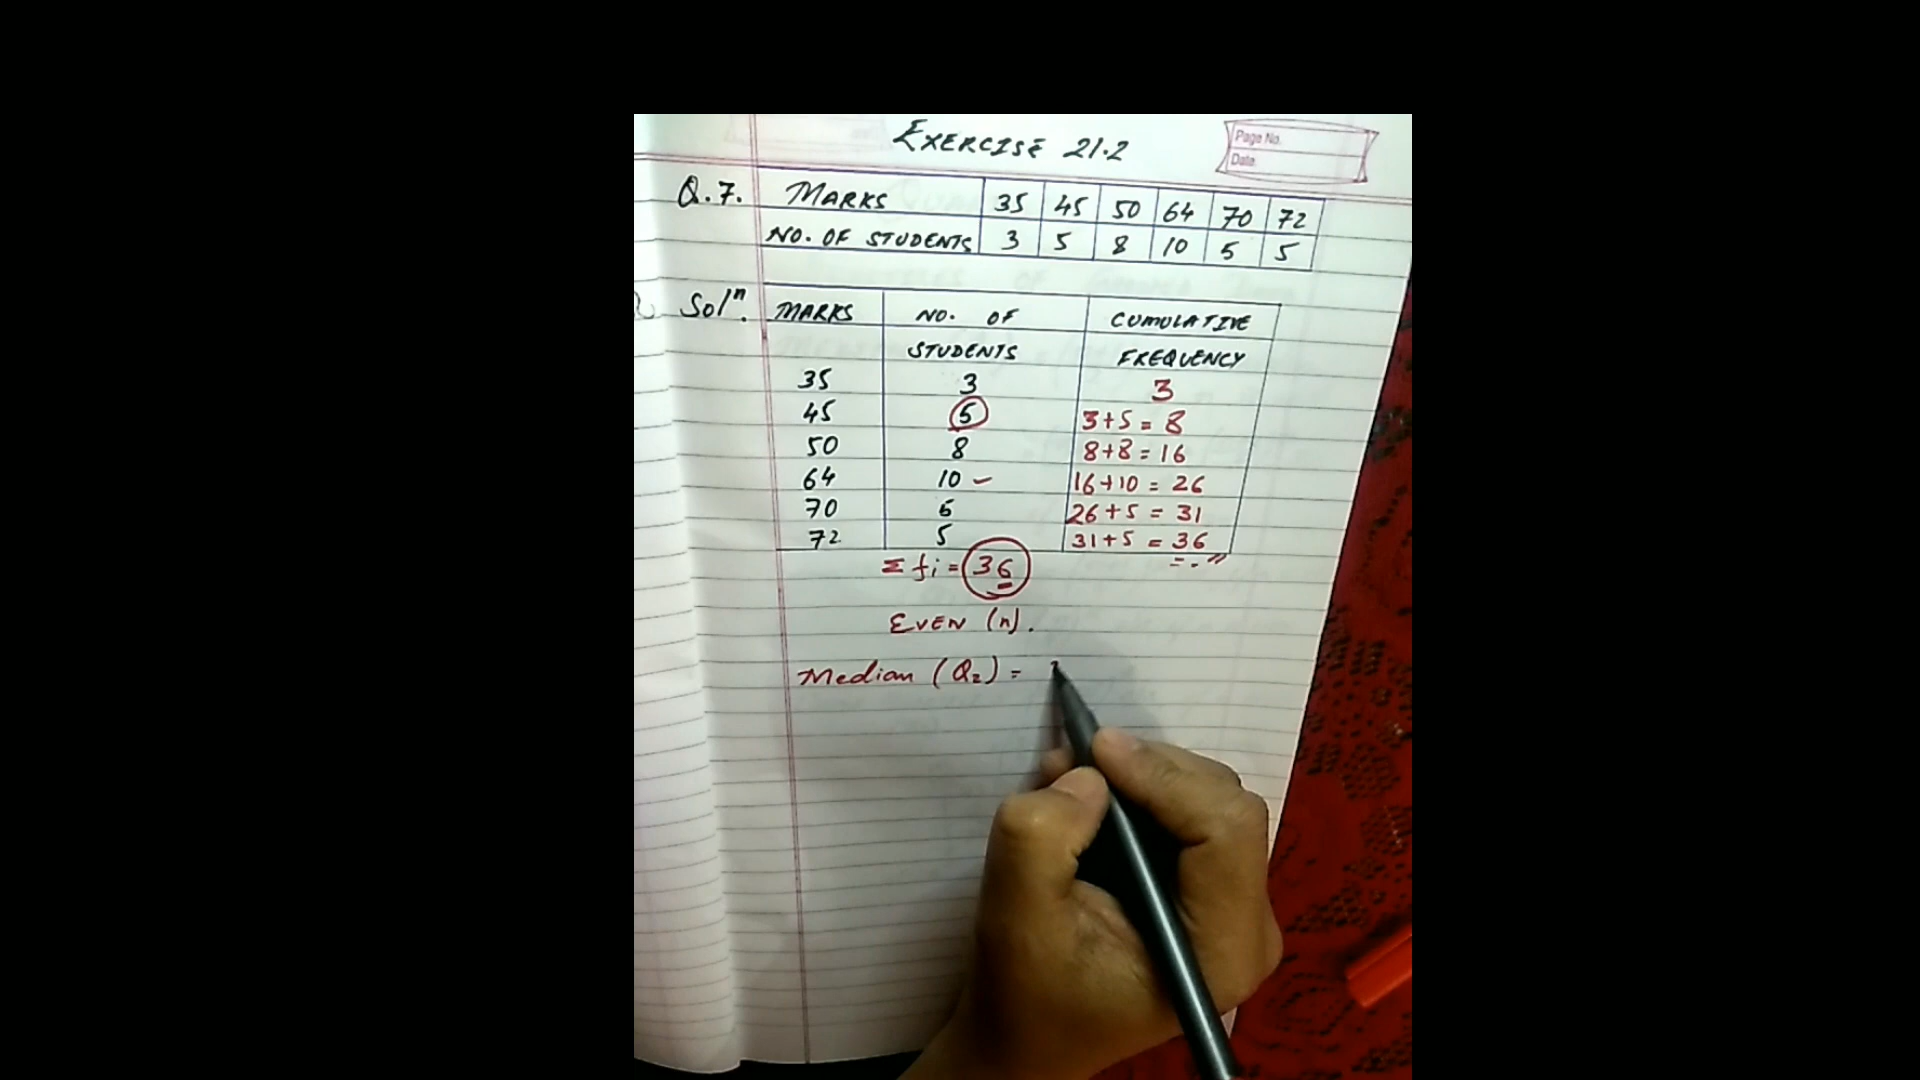 EXERCISE 21.2
Page No.
Date
Q.7. MARKS 35 45 50 64 70 72
NO. OF STUDENTS 3 5 8 10 5 5
Solⁿ. MARKS NO. OF CUMULATIVE
STUDENTS FREQUENCY
35 3 3
45 5 3+5 = 8
50 8 8+8 = 16
64 10 16+10 = 26
70 5 26+5 = 31
72 5 31+5 = 36
Σfi = 36
EVEN (n).
Median (Q₂) =